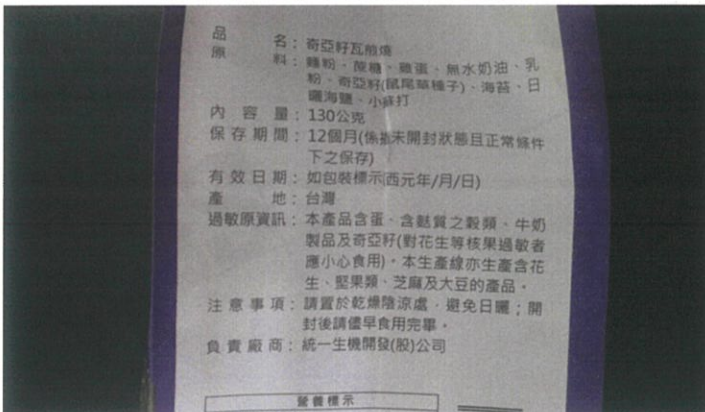 品名：奇亞籽瓦煎燒
原料：麵粉、蔗糖、雞蛋、無水奶油、乳
粉、奇亞籽(鼠尾草種子)、海苔、日
曬海鹽、小蘇打
內容量：130公克
保存期間：12個月(係指未開封狀態且正常條件
下之保存)
有效日期：如包裝標示(西元年/月/日)
產地：台灣
過敏原資訊：本產品含蛋、含麩質之穀類、牛奶
製品及奇亞籽(對花生等核果過敏者
應小心食用)。本生產線亦生產含花
生、堅果類、芝麻及大豆的產品。
注意事項：請置於乾燥陰涼處，避免日曬；開
封後請儘早食用完畢。
負責廠商：統一生機開發(股)公司
營養標示